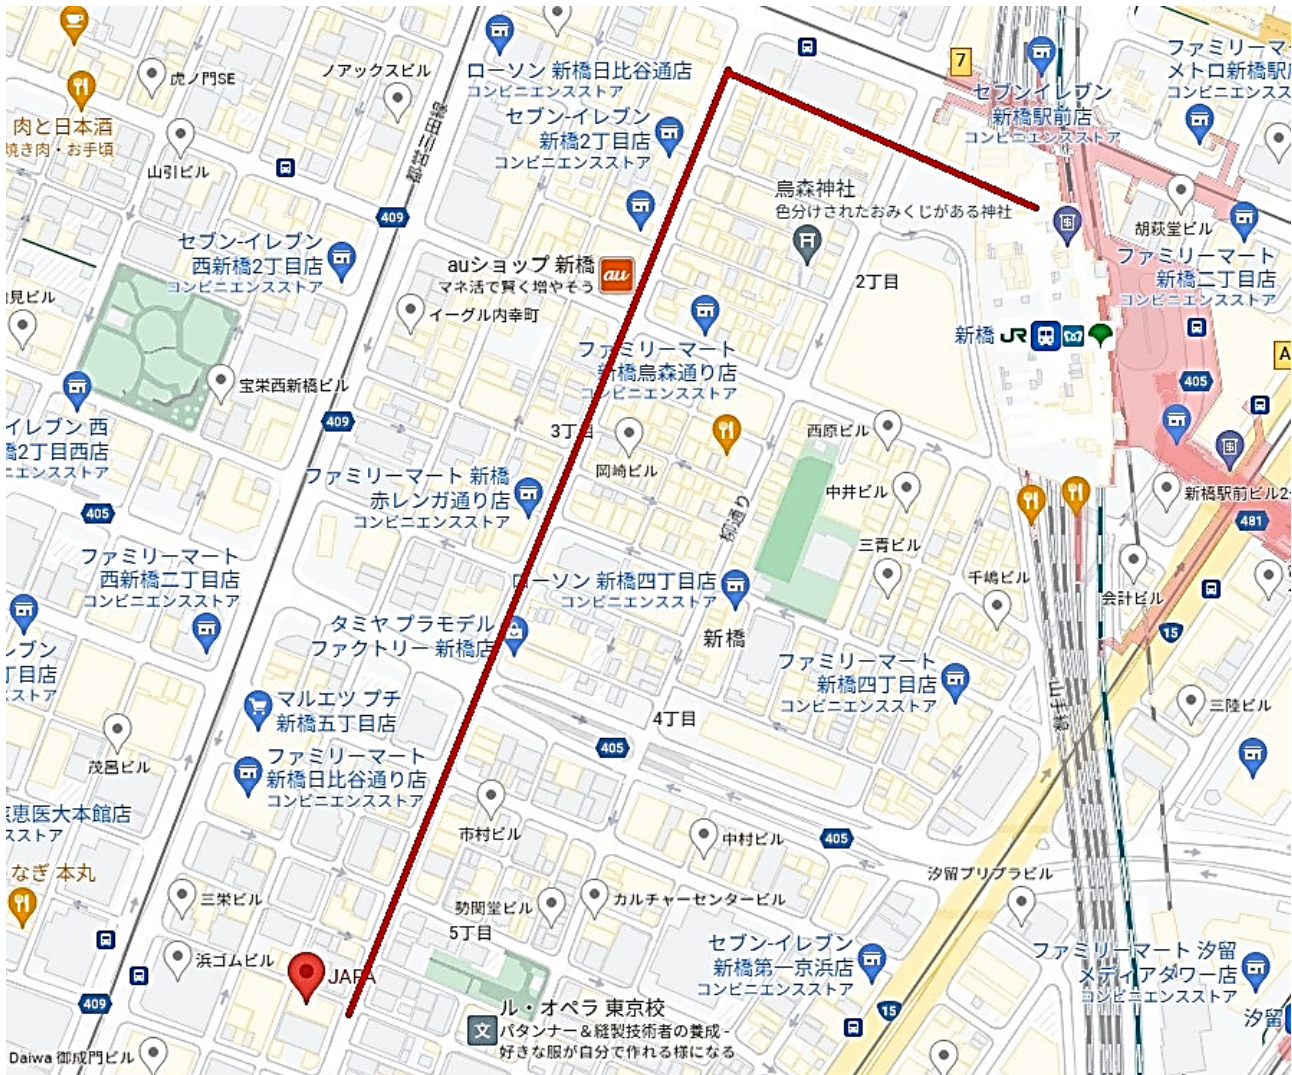 ファミリーマー
メトロ新橋駅
コンビニエンスス
7
虎ノ門SE
ノアックスビル
ローソン 新橋日比谷通店
コンビニエンスストア
セブンイレブン
新橋駅前店
コンビニエンスストア
肉と日本酒
焼き肉・お手頃
都営三田線
セブン-イレブン
新橋2丁目店
コンビニエンスストア
山引ビル
烏森神社
色分けされたおみくじがある神社
409
胡萩堂ビル
セブン-イレブン
西新橋2丁目店
コンビニエンスストア
auショップ 新橋
マネ活で賢く増やそう
au
ファミリーマート
新橋二丁目店
コンビニエンスストア
2丁目
見ビル
イーグル内幸町
新橋 JR
ファミリーマート
新橋烏森通り店
コンビニエンスストア
A
405
宝栄西新橋ビル
409
イレブン 西
橋2丁目西店
ニエンスストア
3丁目
西原ビル
岡崎ビル
ファミリーマート 新橋
赤レンガ通り店
コンビニエンスストア
中井ビル
新橋駅前ビル2
405
柳通り
481
三青ビル
ファミリーマート
西新橋二丁目店
コンビニエンスストア
ローソン 新橋四丁目店
コンビニエンスストア
千嶋ビル
会計ビル
タミヤ プラモデル
ファクトリー 新橋店
新橋
15
レブン
丁目店
ンスストア
ファミリーマート
新橋四丁目店
コンビニエンスストア
山手線
三陸ビル
マルエツ プチ
新橋五丁目店
4丁目
405
茂呂ビル
ファミリーマート
新橋日比谷通り店
コンビニエンスストア
恵医大本館店
スストア
市村ビル
中村ビル
405
なぎ 本丸
汐留プリプラビル
三栄ビル
勢関堂ビル
カルチャーセンタービル
5丁目
浜ゴムビル
JAFA
セブン-イレブン
新橋第一京浜店
コンビニエンスストア
ファミリーマート 汐留
メディアタワー店
コンビニエンスストア
409
ル・オペラ 東京校
文
パタンナー＆縫製技術者の養成 -
好きな服が自分で作れる様になる
15
汐留
Daiwa 御成門ビル